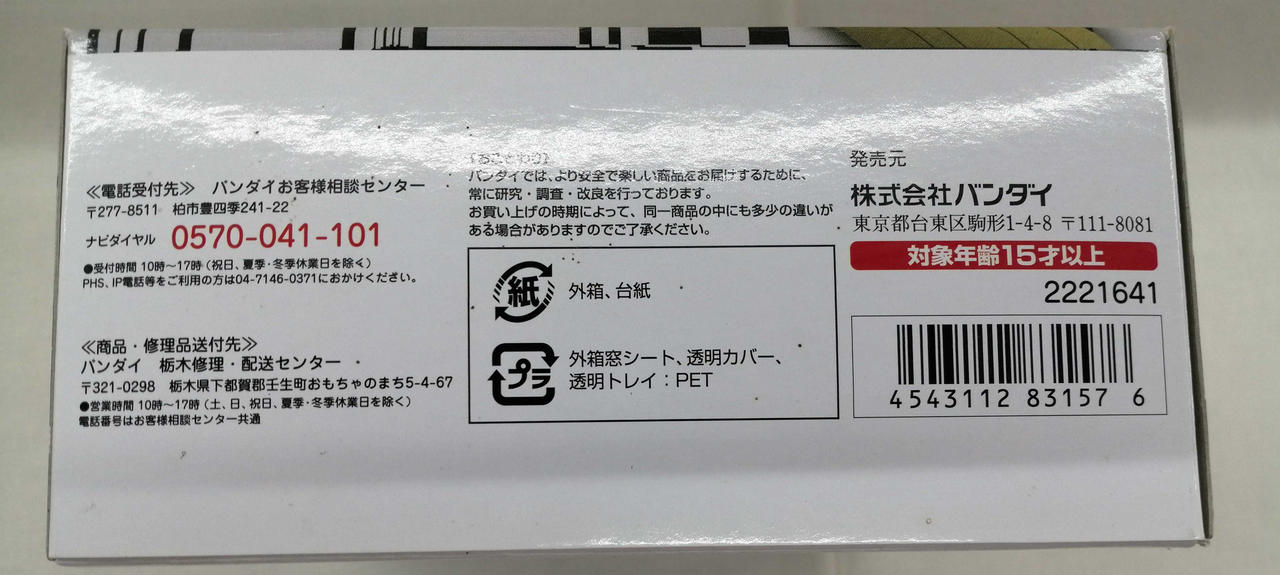 ≪電話受付先≫ バンダイお客様相談センター
〒277-8511 柏市豊四季241-22
ナビダイヤル 0570-041-101
●受付時間 10時〜17時(祝日、夏季・冬季休業日を除く)
PHS、IP電話等をご利用の方は04-7146-0371におかけください。
≪商品・修理品送付先≫
バンダイ 栃木修理・配送センター
〒321-0298 栃木県下都賀郡壬生町おもちゃのまち5-4-67
●営業時間 10時〜17時(土、日、祝日、夏季・冬季休業日を除く)
電話番号はお客様相談センター共通
【おことわり】
バンダイでは、より安全で楽しい商品をお届けするために、
常に研究・調査・改良を行っております。
お買い上げの時期によって、同一商品の中にも多少の違いが
ある場合がありますのでご了承ください。
紙 外箱、台紙
プラ 外箱窓シート、透明カバー、
透明トレイ：PET
発売元
株式会社バンダイ
東京都台東区駒形1-4-8 〒111-8081
対象年齢15才以上
2221641
4543112 83157 6